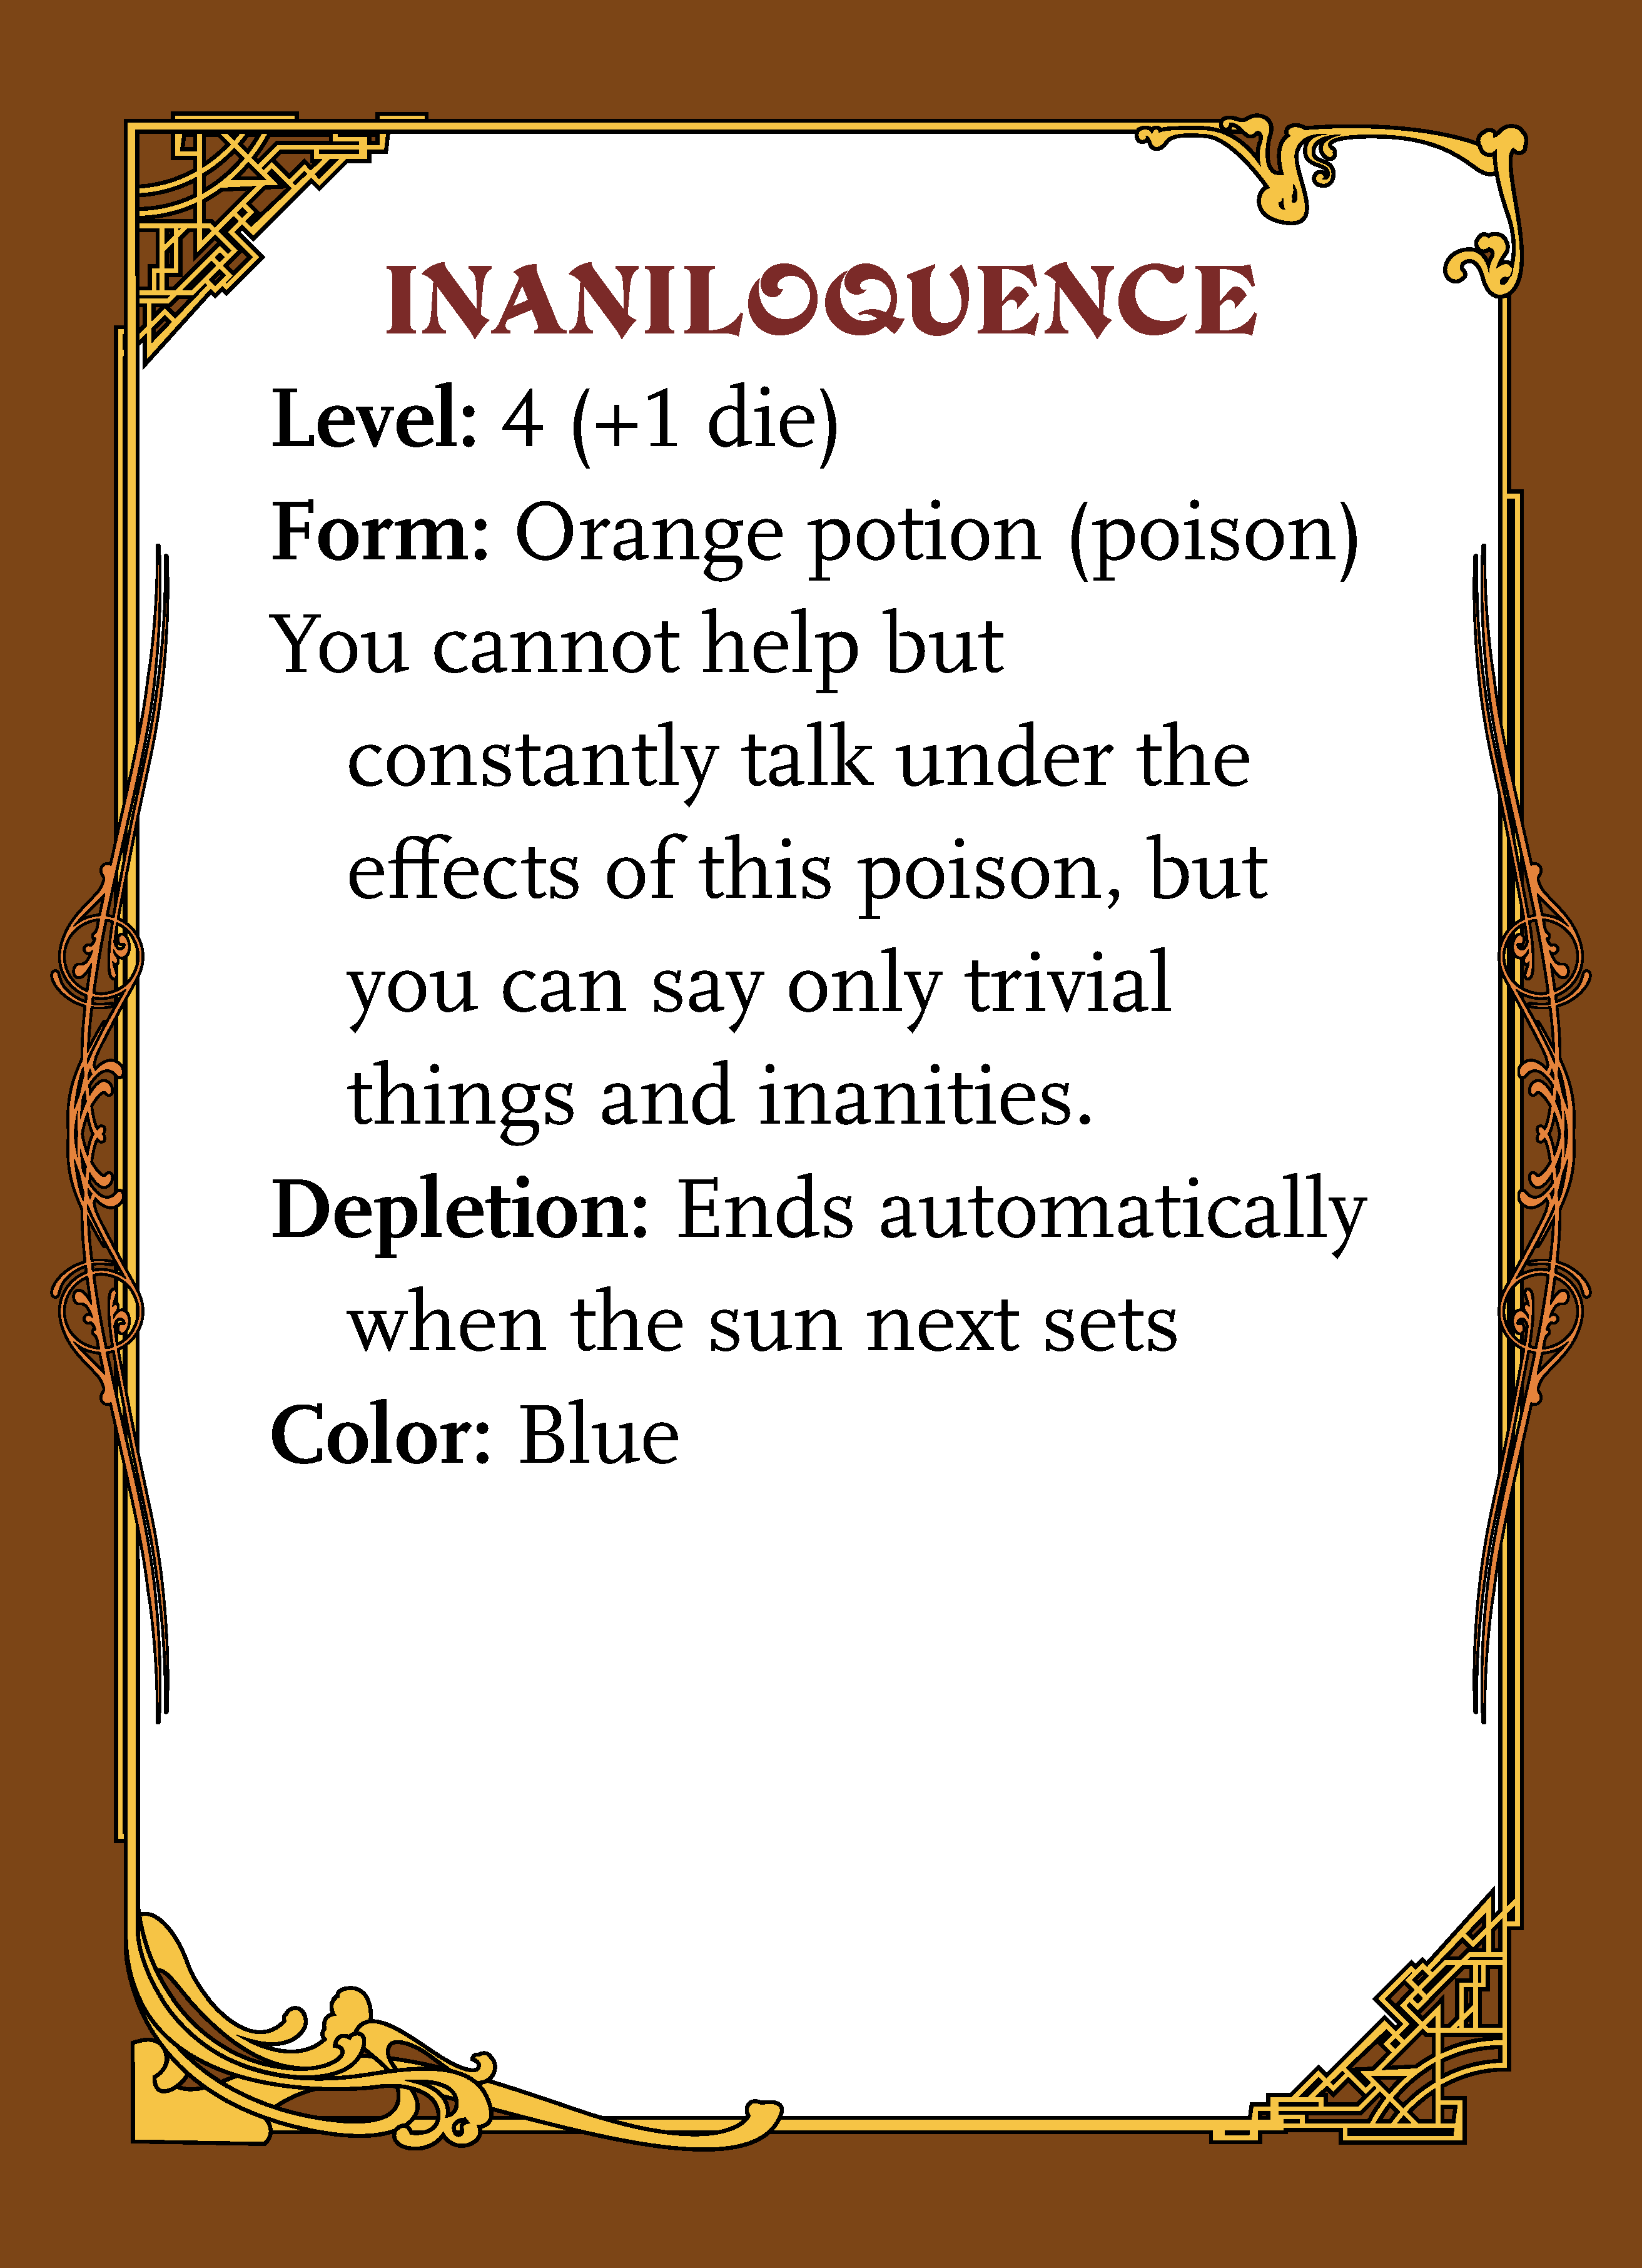 INANILOQUENCE
Level: 4 (+1 die)
Form: Orange potion (poison)
You cannot help but
constantly talk under the
effects of this poison, but
you can say only trivial
things and inanities.
Depletion: Ends automatically
when the sun next sets
Color: Blue